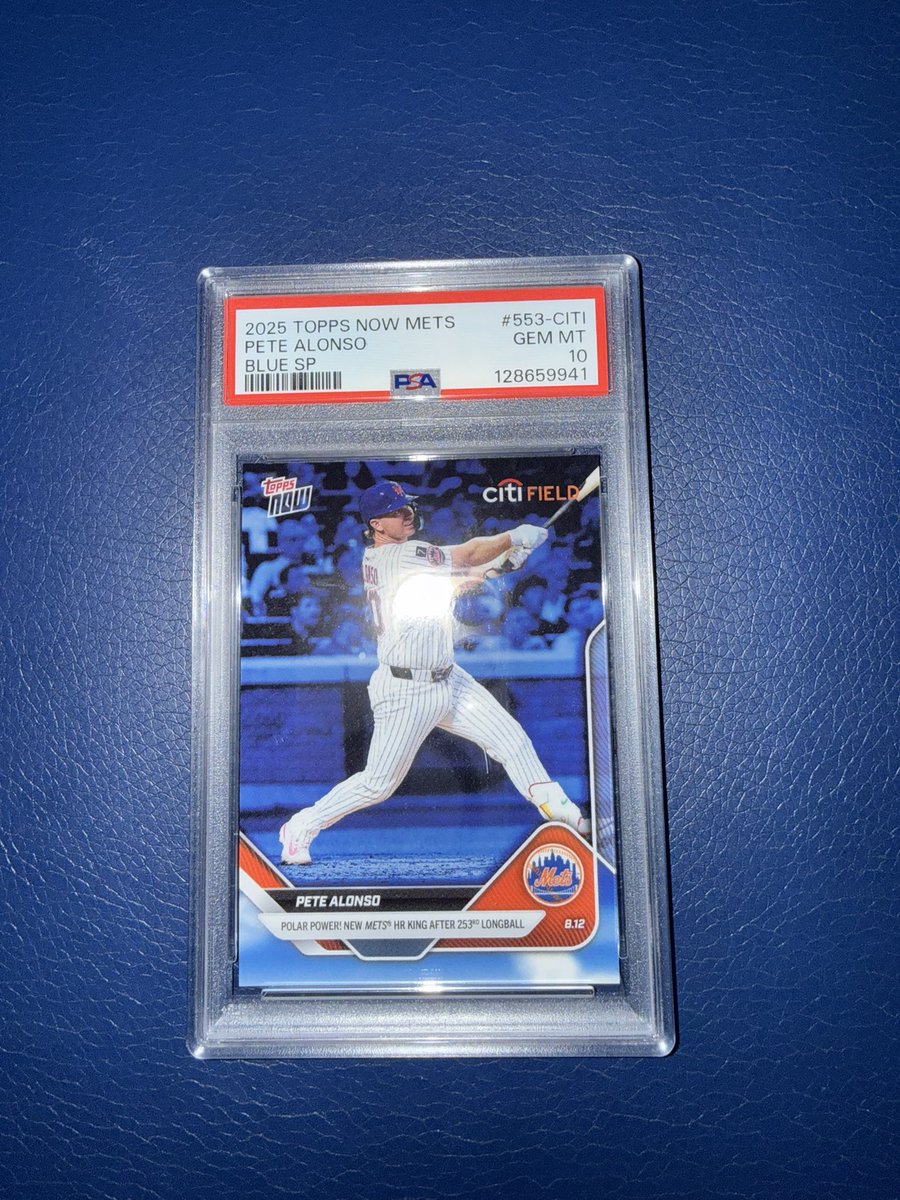 2025 TOPPS NOW METS #553-CITI
PETE ALONSO GEM MT
BLUE SP 10
PSA 128659941
topps now
citi FIELD
Mets
PETE ALONSO
POLAR POWER! NEW METS® HR KING AFTER 253RD LONGBALL
8.12